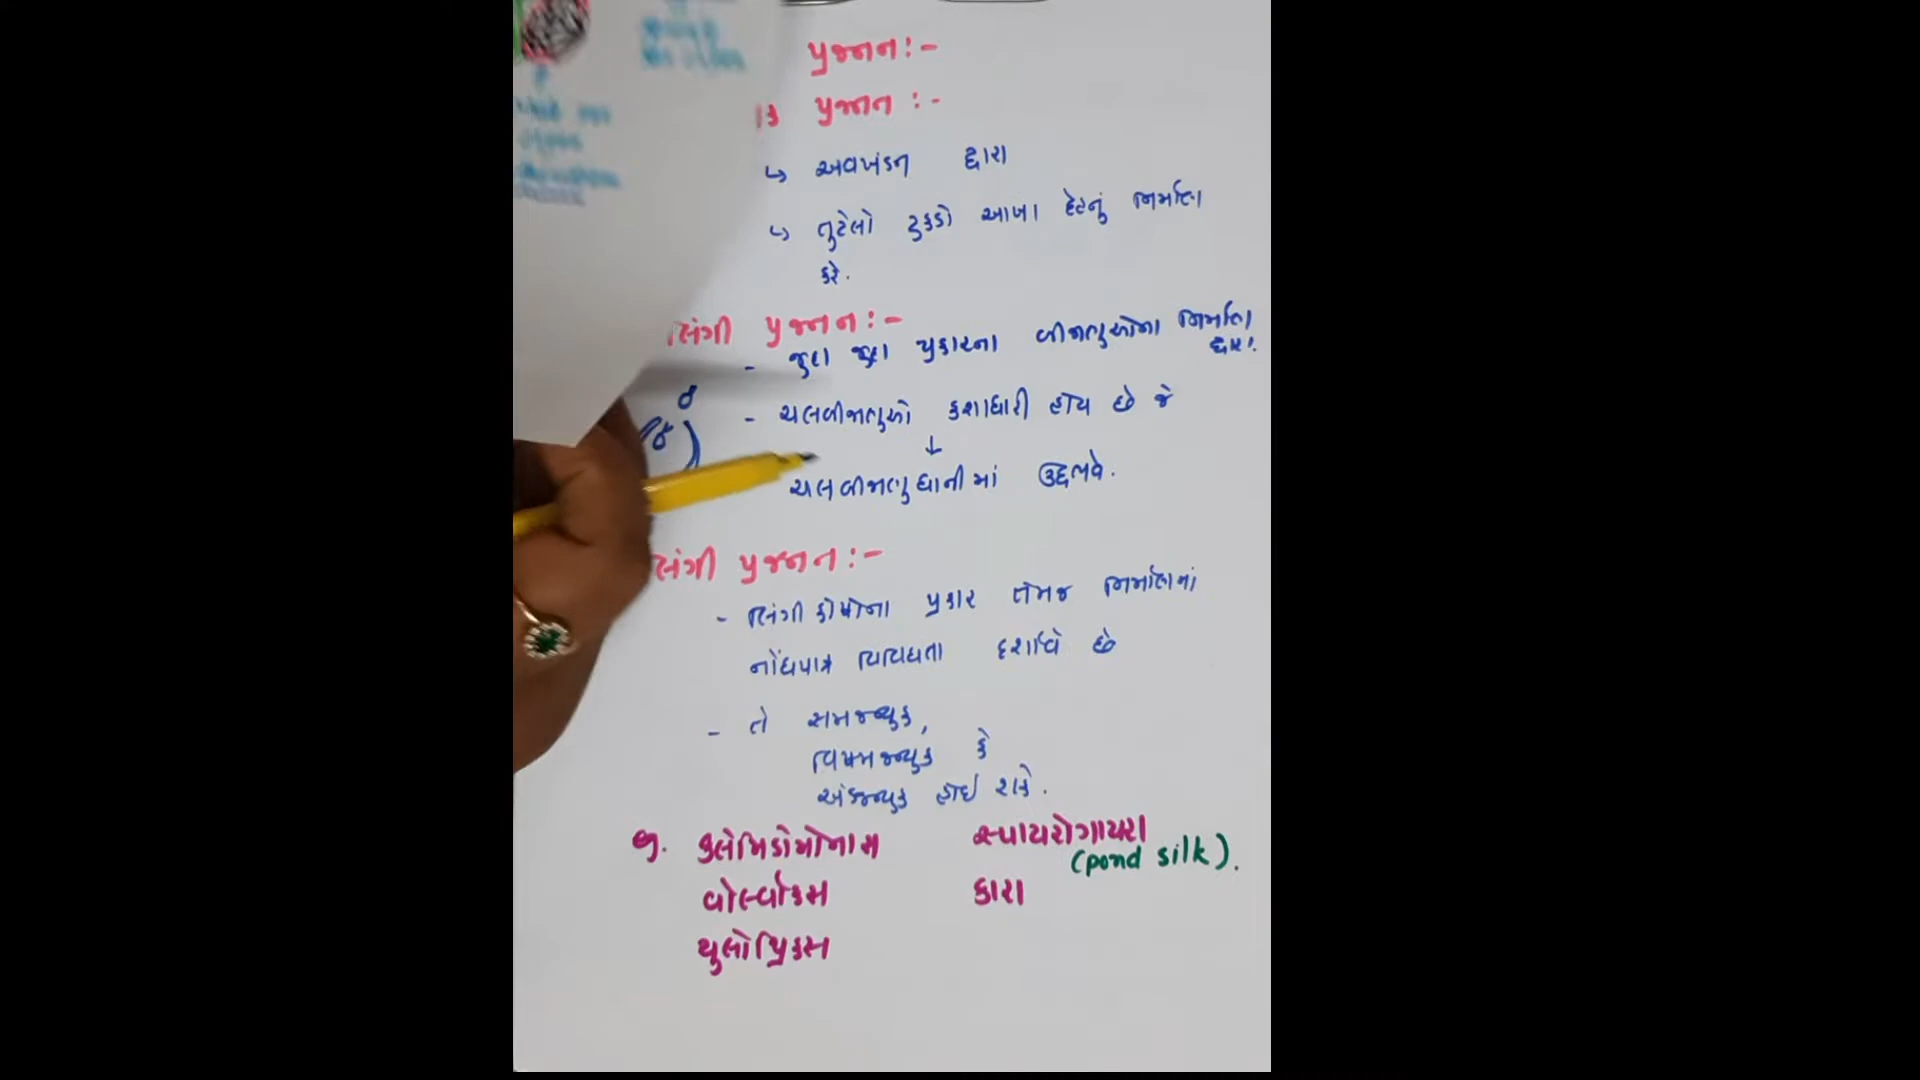 પ્રજનન :-
પ્રજનન :-
↳ અવખંડન દ્વારા
↳ તુટેલો ટુકડો આખા દેહનું નિર્માણ
કરે.
લિંગી પ્રજનન :-
- જુદા જુદા પ્રકારના બીજાણુઓના નિર્માણ
દ્વારા.
- ચલબીજાણુઓ કશાધારી હોય છે જે
↓
ચલબીજાણુધાનીમાં ઉદ્દભવે.
લિંગી પ્રજનન :-
- લિંગી કોષોના પ્રકાર તેમજ નિર્માણમાં
નોંધપાત્ર વિવિધતા દર્શાવે છે
- તે સમજન્યુક,
વિષમજન્યુક કે
અંડજન્યુક હોઈ શકે.
ક્લેમિડોમોનાસ સ્પાયરોગાયરા
(pond silk).
વોલ્વોક્સ કારા
યુલોથ્રિક્સ